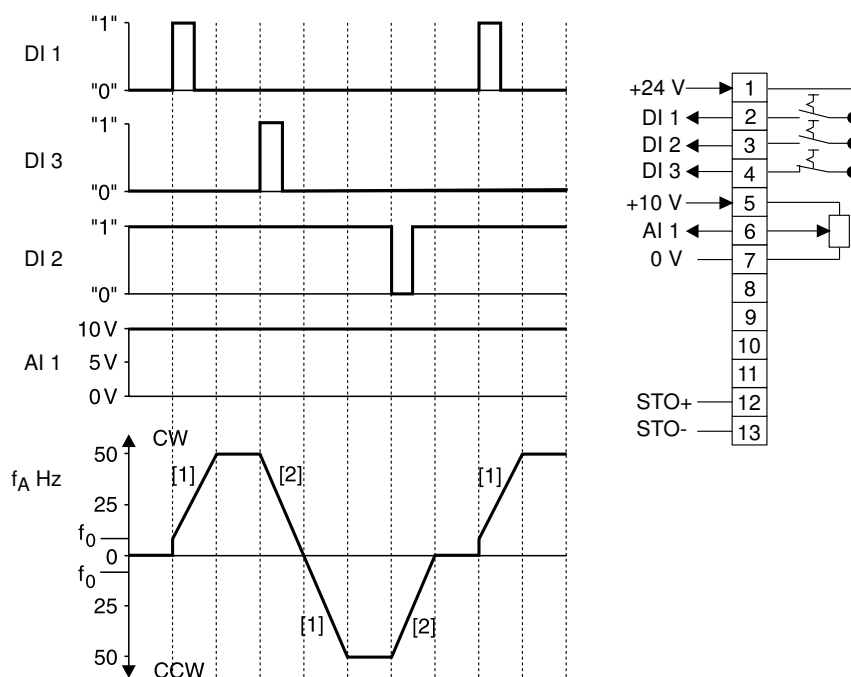 DI 1
"1"
"0"
DI 3
"1"
"0"
DI 2
"1"
"0"
AI 1
10 V
5 V
0 V
fA Hz
CW
50
25
f0
0
f0
25
50
CCW
[1]
[2]
[1]
[2]
[1]
+24 V
1
DI 1
2
DI 2
3
DI 3
4
+10 V
5
AI 1
6
0 V
7
8
9
10
11
STO+
12
STO-
13